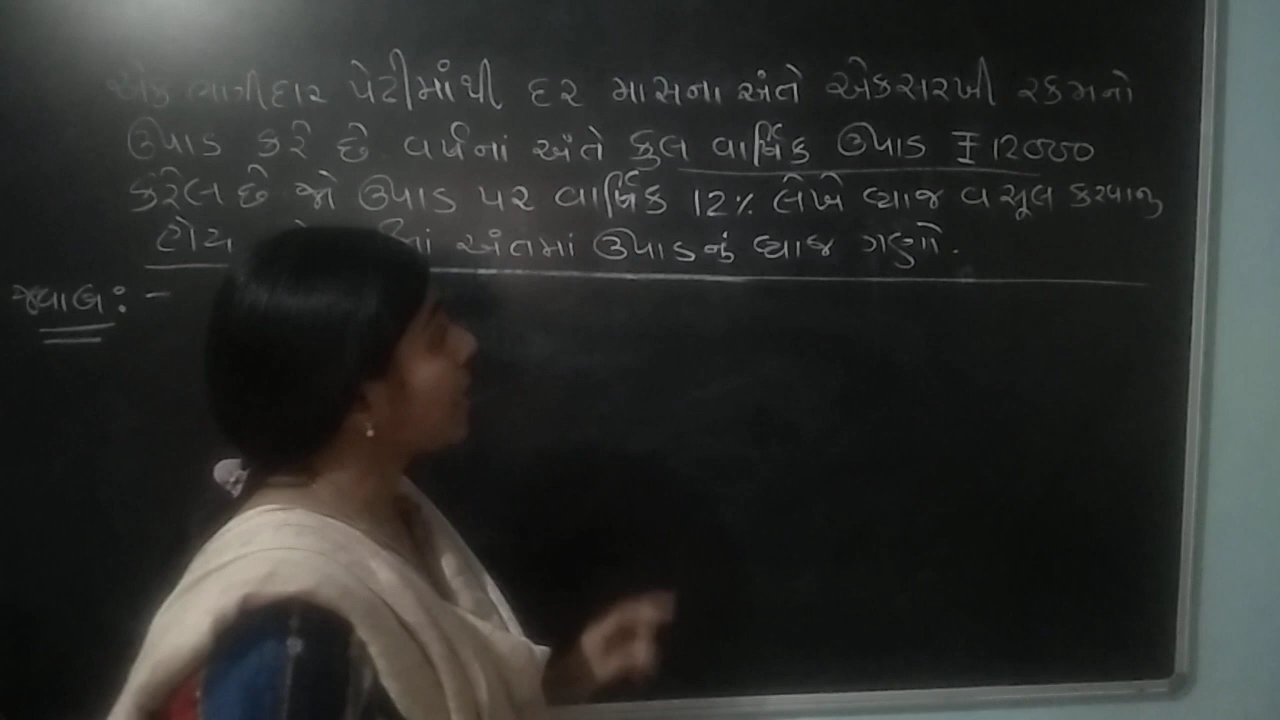 એક ભાગીદાર પેઢીમાંથી દર માસના અંતે એકસરખી રકમનો
ઉપાડ કરે છે. વર્ષનાં અંતે કુલ વાર્ષિક ઉપાડ ₹ 12000
કરેલ છે જો ઉપાડ પર વાર્ષિક 12% લેખે વ્યાજ વસૂલ કરવાનું
હોય અંતમાં ઉપાડનું વ્યાજ ગણો.
જવાબ: -